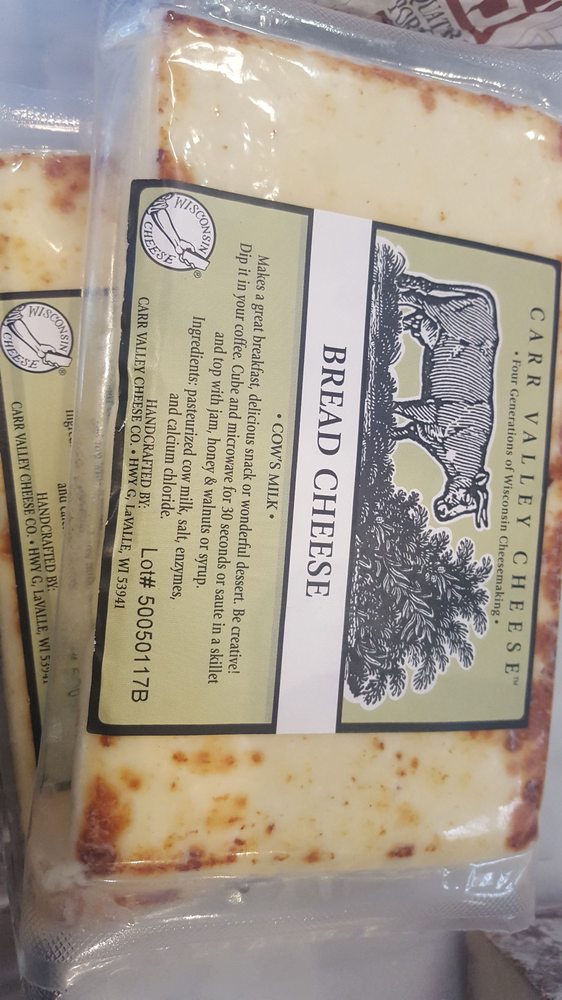 CARR VALLEY CHEESE™
• Four Generations of Wisconsin Cheesemaking •
BREAD CHEESE
• COW'S MILK •
Makes a great breakfast, delicious snack or wonderful dessert. Be creative!
Dip it in your coffee. Cube and microwave for 30 seconds or saute in a skillet
and top with jam, honey & walnuts or syrup.
Ingredients: pasteurized cow milk, salt, enzymes,
and calcium chloride.
HANDCRAFTED BY:
CARR VALLEY CHEESE CO. • HWY G, LaVALLE, WI 53941
Lot# 50050117B
WISCONSIN
CHEESE
®
WISCONSIN
CHEESE
®
HANDCRAFTED BY:
CARR VALLEY CHEESE CO. • HWY G, LaVALLE, WI 53941